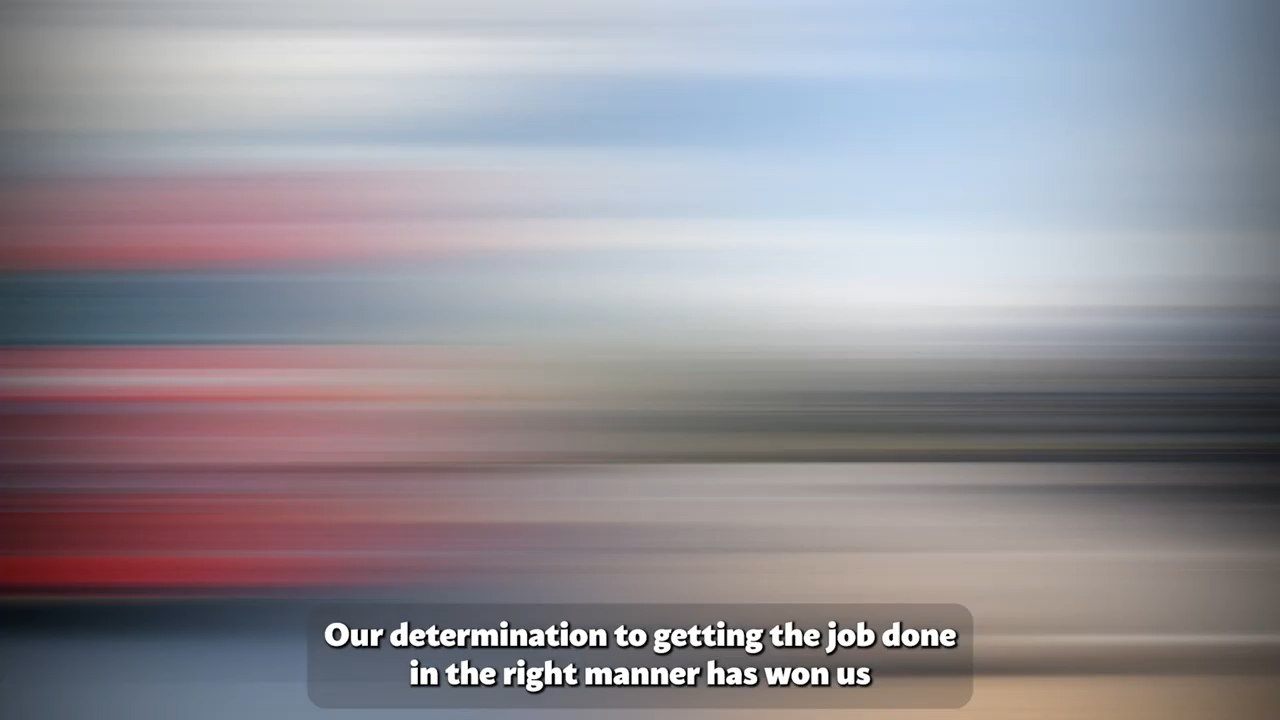 Our determination to getting the job done
in the right manner has won us